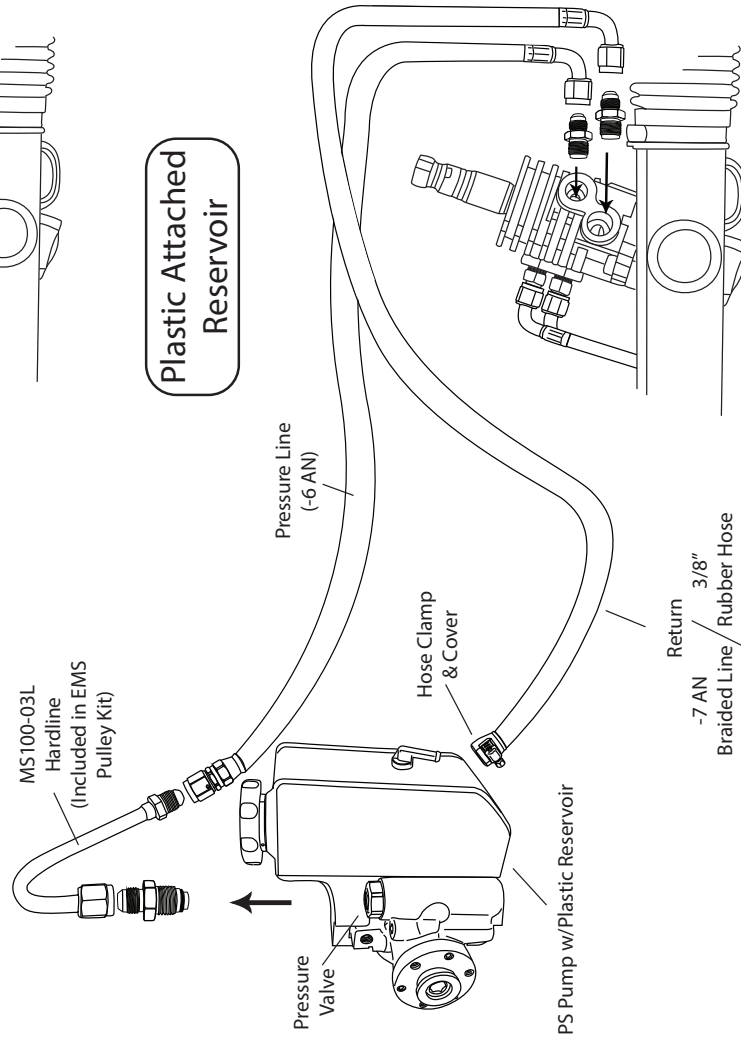 Plastic Attached
Reservoir
MS100-03L
Hardline
(Included in EMS
Pulley Kit)
Pressure Line
(-6 AN)
Hose Clamp
& Cover
Pressure
Valve
PS Pump w/Plastic Reservoir
Return
-7 AN
Braided Line
3/8"
Rubber Hose